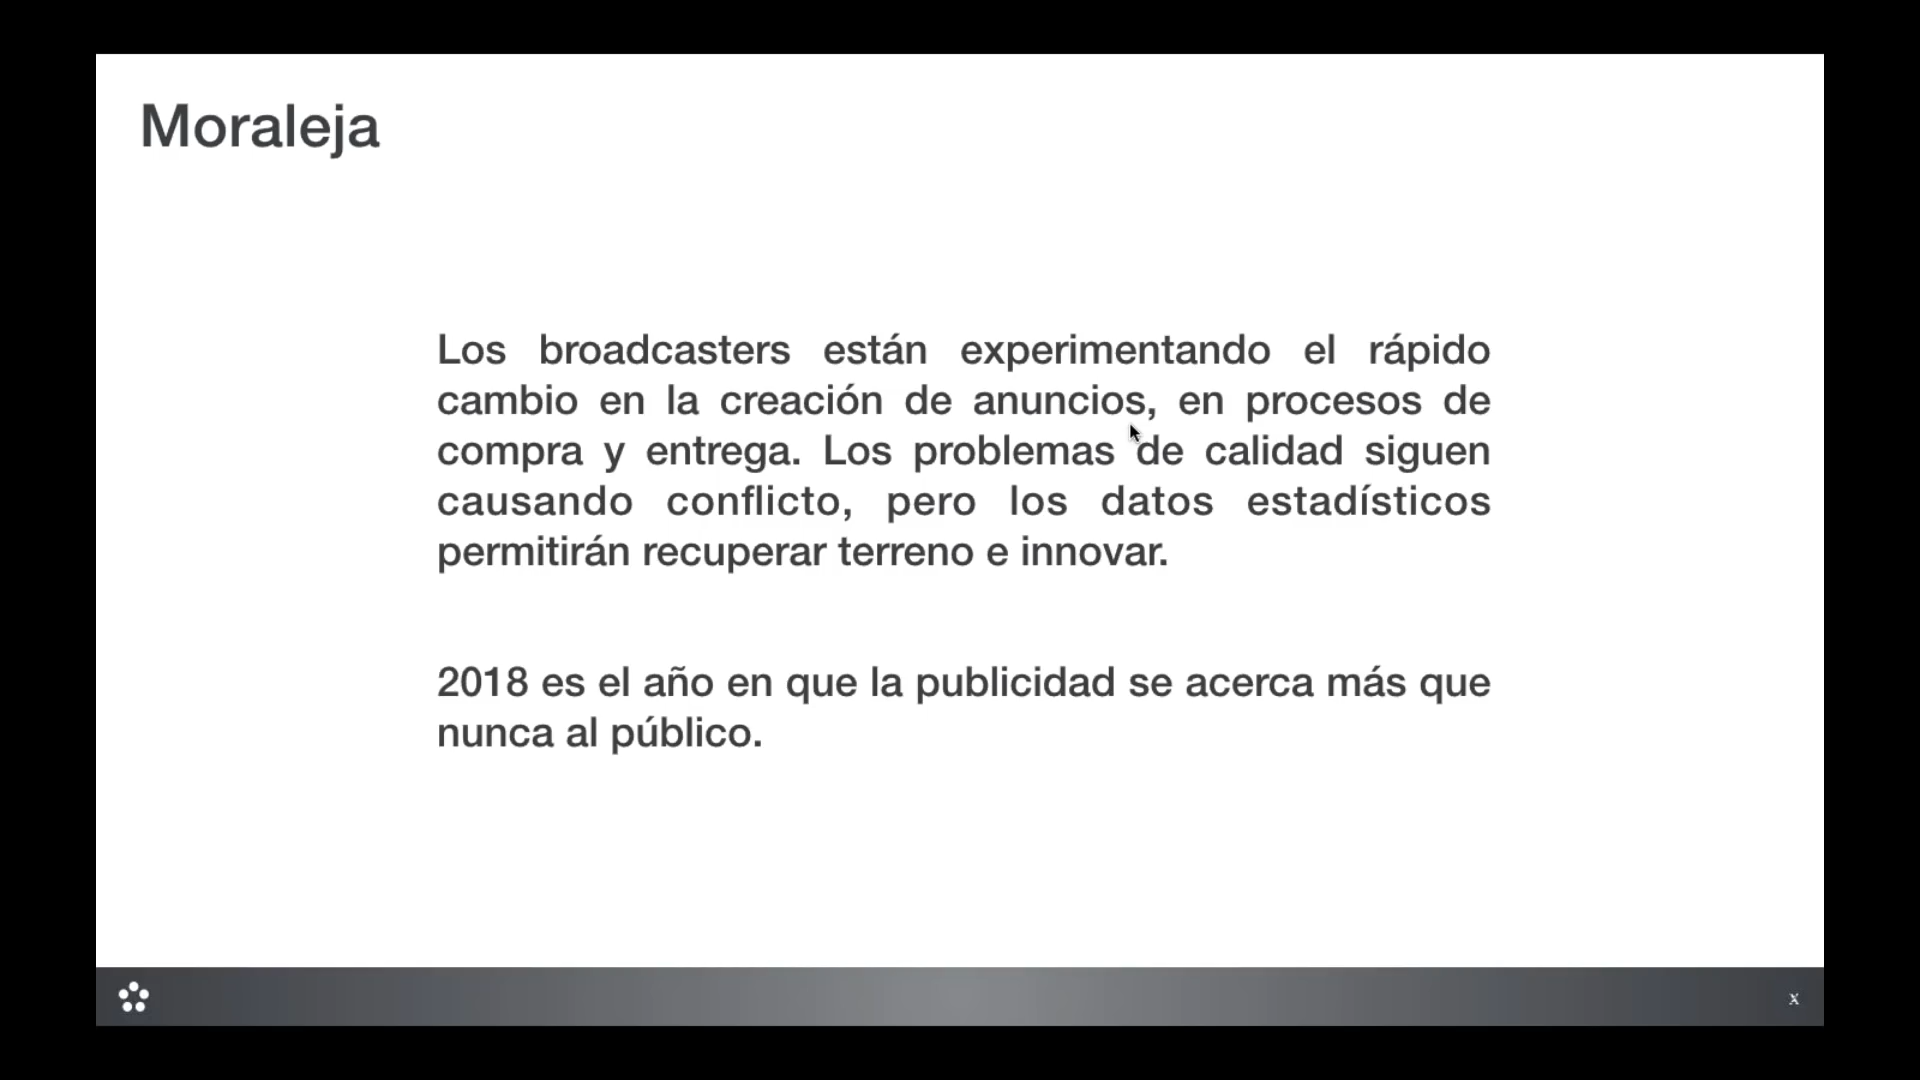 Moraleja
Los broadcasters están experimentando el rápido
cambio en la creación de anuncios, en procesos de
compra y entrega. Los problemas de calidad siguen
causando conflicto, pero los datos estadísticos
permitirán recuperar terreno e innovar.
2018 es el año en que la publicidad se acerca más que
nunca al público.
x